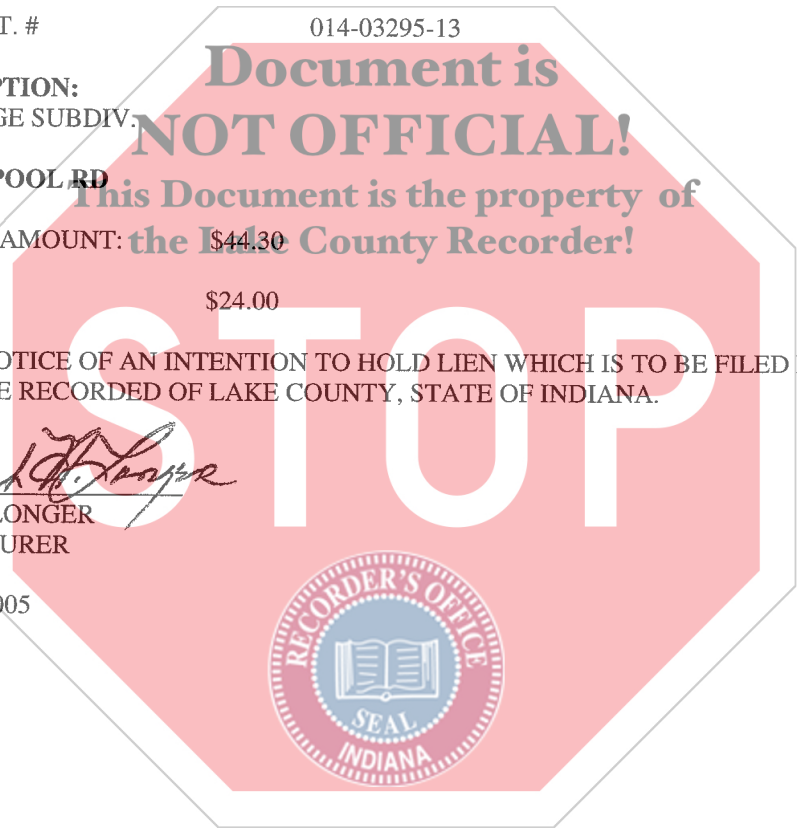 T. # 014-03295-13
Document is
PTION:
GE SUBDIV.
NOT OFFICIAL!
POOL RD
This Document is the property of
AMOUNT: $44.30
the Lake County Recorder!
$24.00
STOP
OTICE OF AN INTENTION TO HOLD LIEN WHICH IS TO BE FILED
E RECORDED OF LAKE COUNTY, STATE OF INDIANA.
H. Longer
LONGER
URER
005
RECORDER'S OFFICE
SEAL
INDIANA